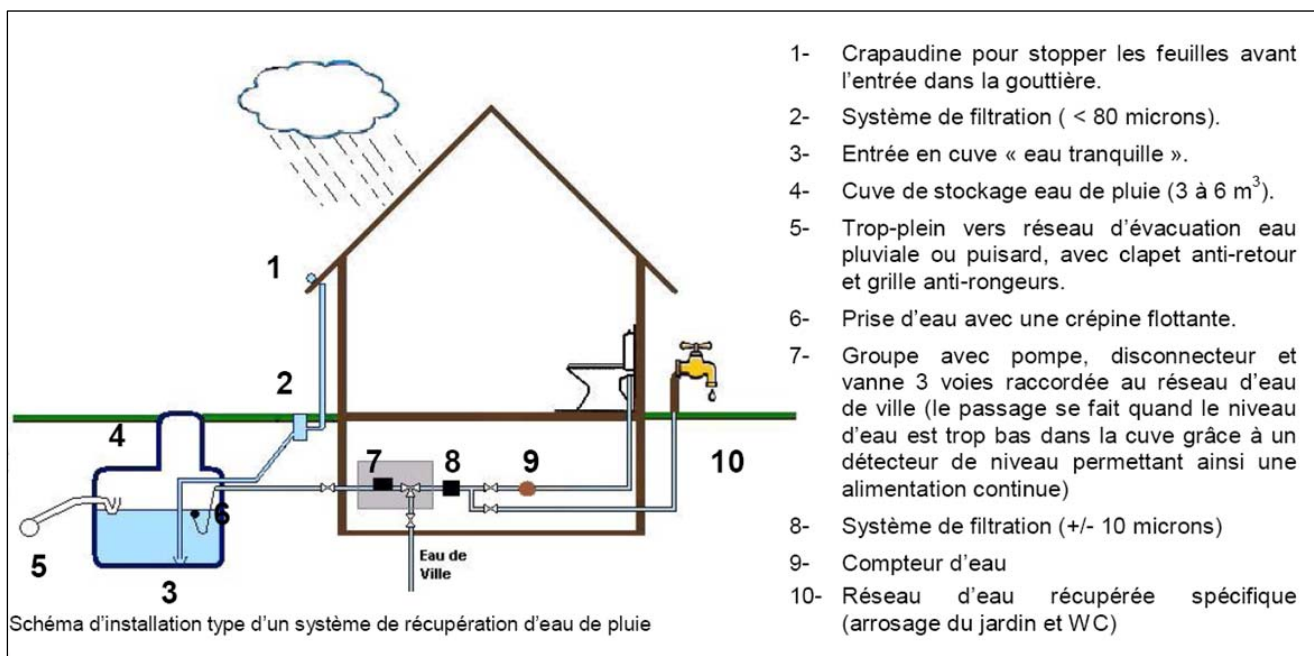 1- Crapaudine pour stopper les feuilles avant
l'entrée dans la gouttière.
2- Système de filtration ( < 80 microns).
3- Entrée en cuve « eau tranquille ».
4- Cuve de stockage eau de pluie (3 à 6 m³).
5- Trop-plein vers réseau d'évacuation eau
pluviale ou puisard, avec clapet anti-retour
et grille anti-rongeurs.
6- Prise d'eau avec une crépine flottante.
7- Groupe avec pompe, disconnecteur et
vanne 3 voies raccordée au réseau d'eau
de ville (le passage se fait quand le niveau
d'eau est trop bas dans la cuve grâce à un
détecteur de niveau permettant ainsi une
alimentation continue)
8- Système de filtration (+/- 10 microns)
9- Compteur d'eau
10- Réseau d'eau récupérée spécifique
(arrosage du jardin et WC)
1
2
4
7
8
9
10
6
5
3
Eau de
Ville
Schéma d'installation type d'un système de récupération d'eau de pluie